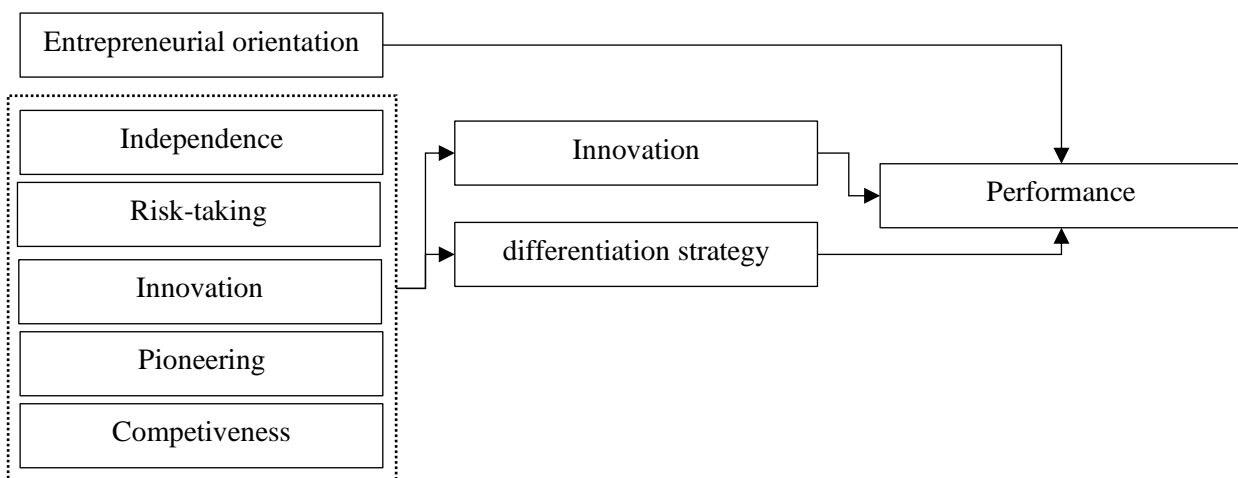 Entrepreneurial orientation
Independence
Risk-taking
Innovation
Pioneering
Competiveness
Innovation
differentiation strategy
Performance